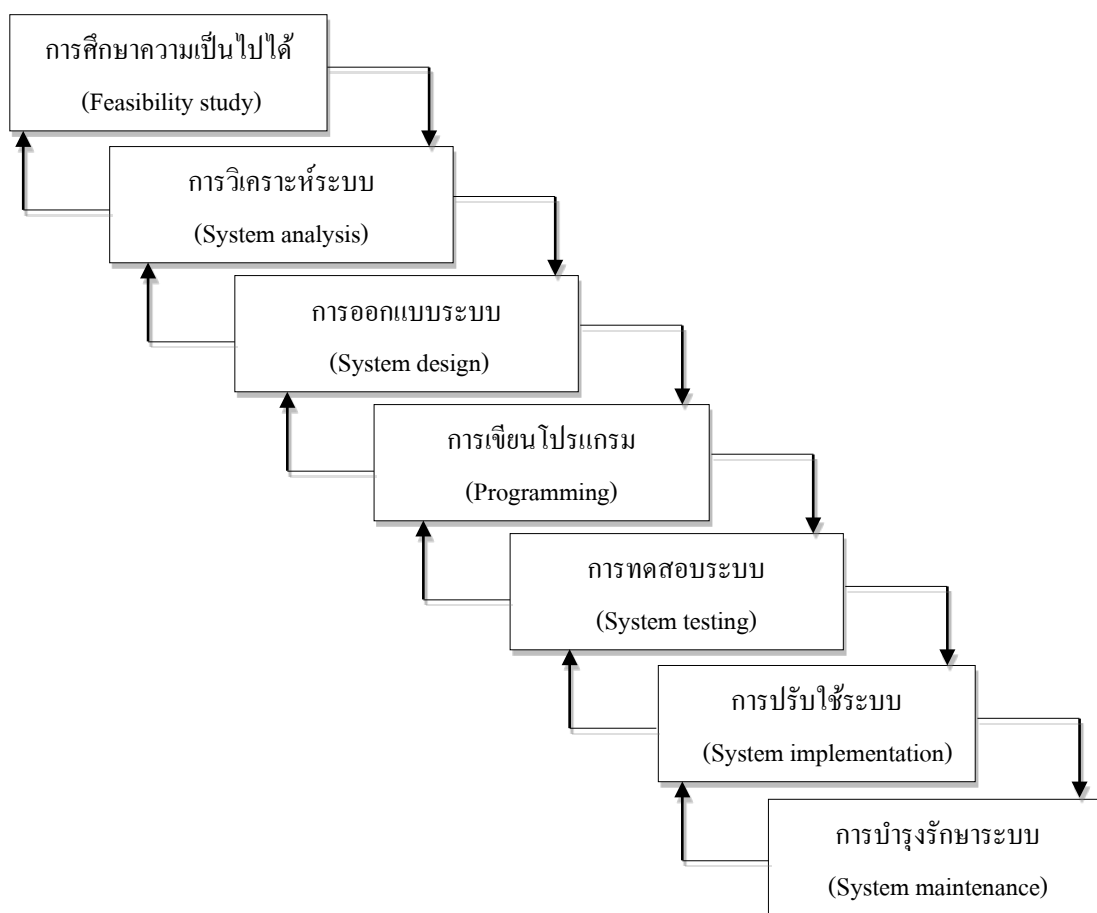 การศึกษาความเป็นไปได้
(Feasibility study)
การวิเคราะห์ระบบ
(System analysis)
การออกแบบระบบ
(System design)
การเขียนโปรแกรม
(Programming)
การทดสอบระบบ
(System testing)
การปรับใช้ระบบ
(System implementation)
การบำรุงรักษาระบบ
(System maintenance)